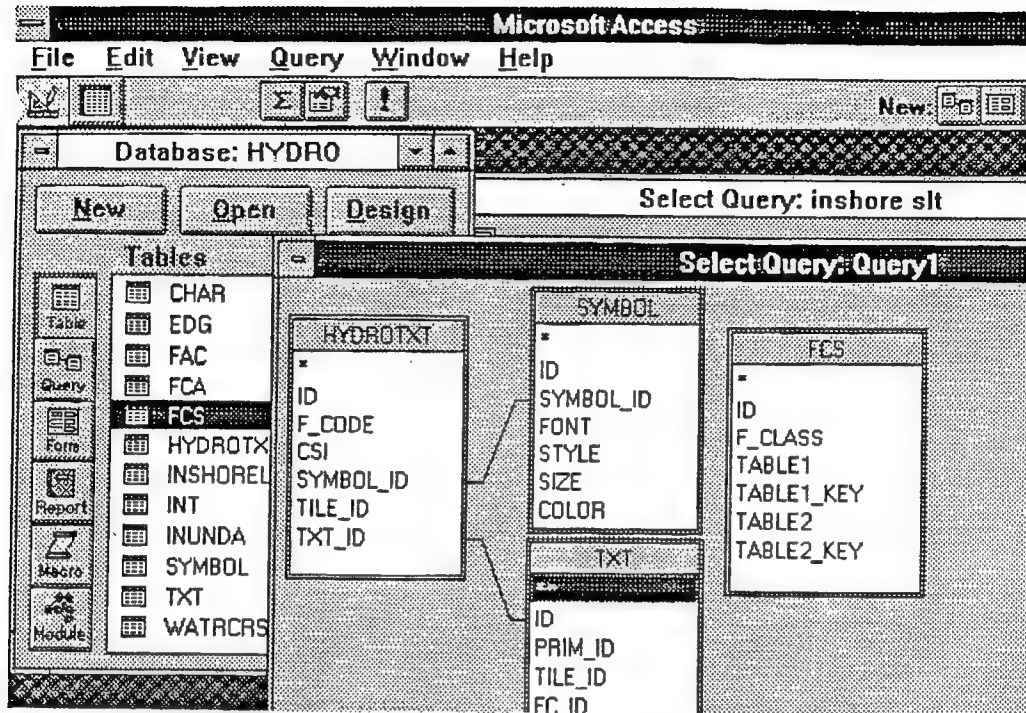 Microsoft Access
File Edit View Query Window Help
Σ
New:
Database: HYDRO
New Open Design
Select Query: inshore slt
Tables
Select Query: Query1
Table
Query
Form
Report
Macro
Module
CHAR
EDG
FAC
FCA
FCS
HYDROTX
INSHOREL
INT
INUNDA
SYMBOL
TXT
WATRCRS
HYDROTXT
*
ID
F_CODE
CSI
SYMBOL_ID
TILE_ID
TXT_ID
SYMBOL
*
ID
SYMBOL_ID
FONT
STYLE
SIZE
COLOR
FCS
*
ID
F_CLASS
TABLE1
TABLE1_KEY
TABLE2
TABLE2_KEY
TXT
*
ID
PRIM_ID
TILE_ID
FC_ID